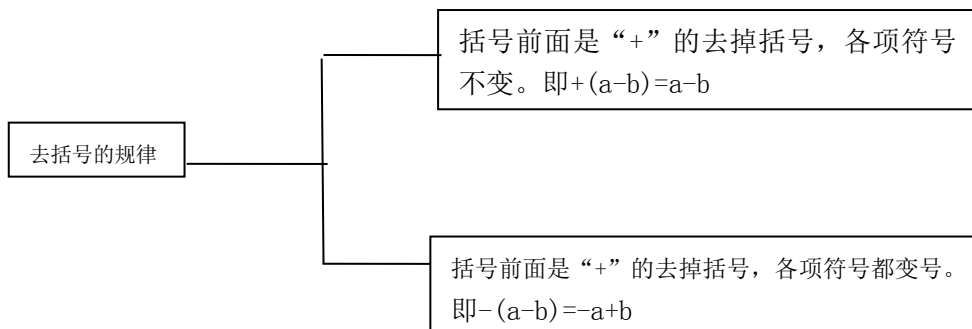 括号前面是“+”的去掉括号，各项符号
不变。即+(a-b)=a-b
去括号的规律
括号前面是“+”的去掉括号，各项符号都变号。
即-(a-b)=-a+b